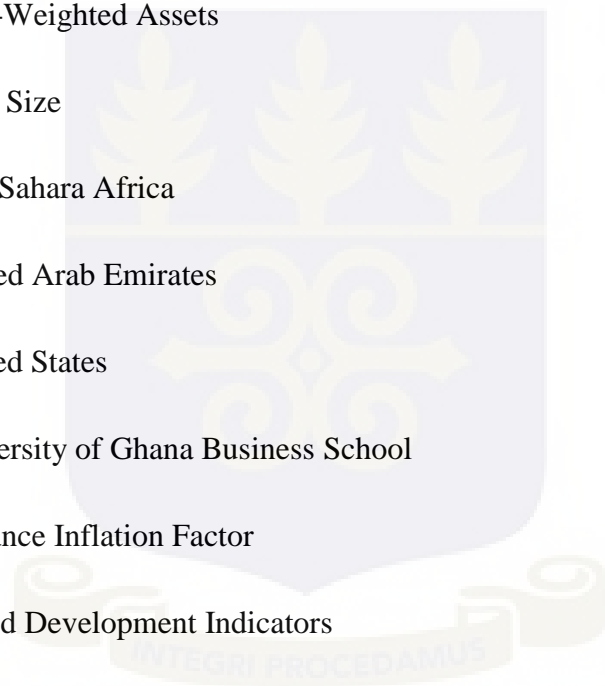 -Weighted Assets
Size
Sahara Africa
ed Arab Emirates
ed States
ersity of Ghana Business School
ance Inflation Factor
d Development Indicators
INTEGRI PROCEDAMUS